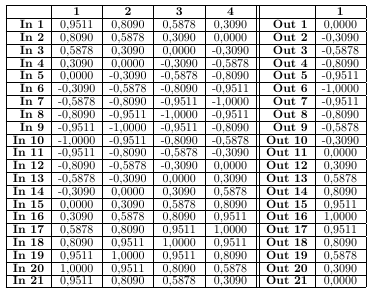 1 2 3 4 1
In 1 0,9511 0,8090 0,5878 0,3090 Out 1 0,0000
In 2 0,8090 0,5878 0,3090 0,0000 Out 2 -0,3090
In 3 0,5878 0,3090 0,0000 -0,3090 Out 3 -0,5878
In 4 0,3090 0,0000 -0,3090 -0,5878 Out 4 -0,8090
In 5 0,0000 -0,3090 -0,5878 -0,8090 Out 5 -0,9511
In 6 -0,3090 -0,5878 -0,8090 -0,9511 Out 6 -1,0000
In 7 -0,5878 -0,8090 -0,9511 -1,0000 Out 7 -0,9511
In 8 -0,8090 -0,9511 -1,0000 -0,9511 Out 8 -0,8090
In 9 -0,9511 -1,0000 -0,9511 -0,8090 Out 9 -0,5878
In 10 -1,0000 -0,9511 -0,8090 -0,5878 Out 10 -0,3090
In 11 -0,9511 -0,8090 -0,5878 -0,3090 Out 11 0,0000
In 12 -0,8090 -0,5878 -0,3090 0,0000 Out 12 0,3090
In 13 -0,5878 -0,3090 0,0000 0,3090 Out 13 0,5878
In 14 -0,3090 0,0000 0,3090 0,5878 Out 14 0,8090
In 15 0,0000 0,3090 0,5878 0,8090 Out 15 0,9511
In 16 0,3090 0,5878 0,8090 0,9511 Out 16 1,0000
In 17 0,5878 0,8090 0,9511 1,0000 Out 17 0,9511
In 18 0,8090 0,9511 1,0000 0,9511 Out 18 0,8090
In 19 0,9511 1,0000 0,9511 0,8090 Out 19 0,5878
In 20 1,0000 0,9511 0,8090 0,5878 Out 20 0,3090
In 21 0,9511 0,8090 0,5878 0,3090 Out 21 0,0000